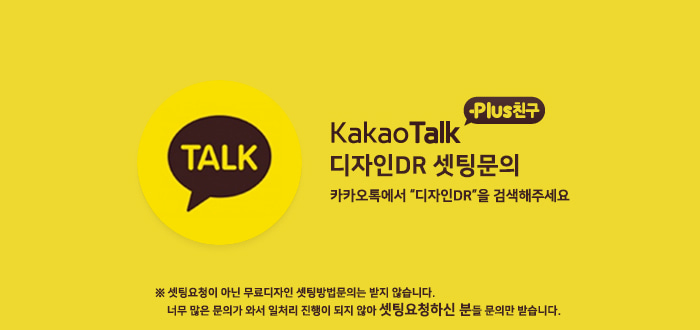 TALK
Plus친구
KakaoTalk
디자인DR 셋팅문의
카카오톡에서 "디자인DR"을 검색해주세요
※ 셋팅요청이 아닌 무료디자인 셋팅방법문의는 받지 않습니다.
너무 많은 문의가 와서 일처리 진행이 되지 않아 셋팅요청하신 분들 문의만 받습니다.